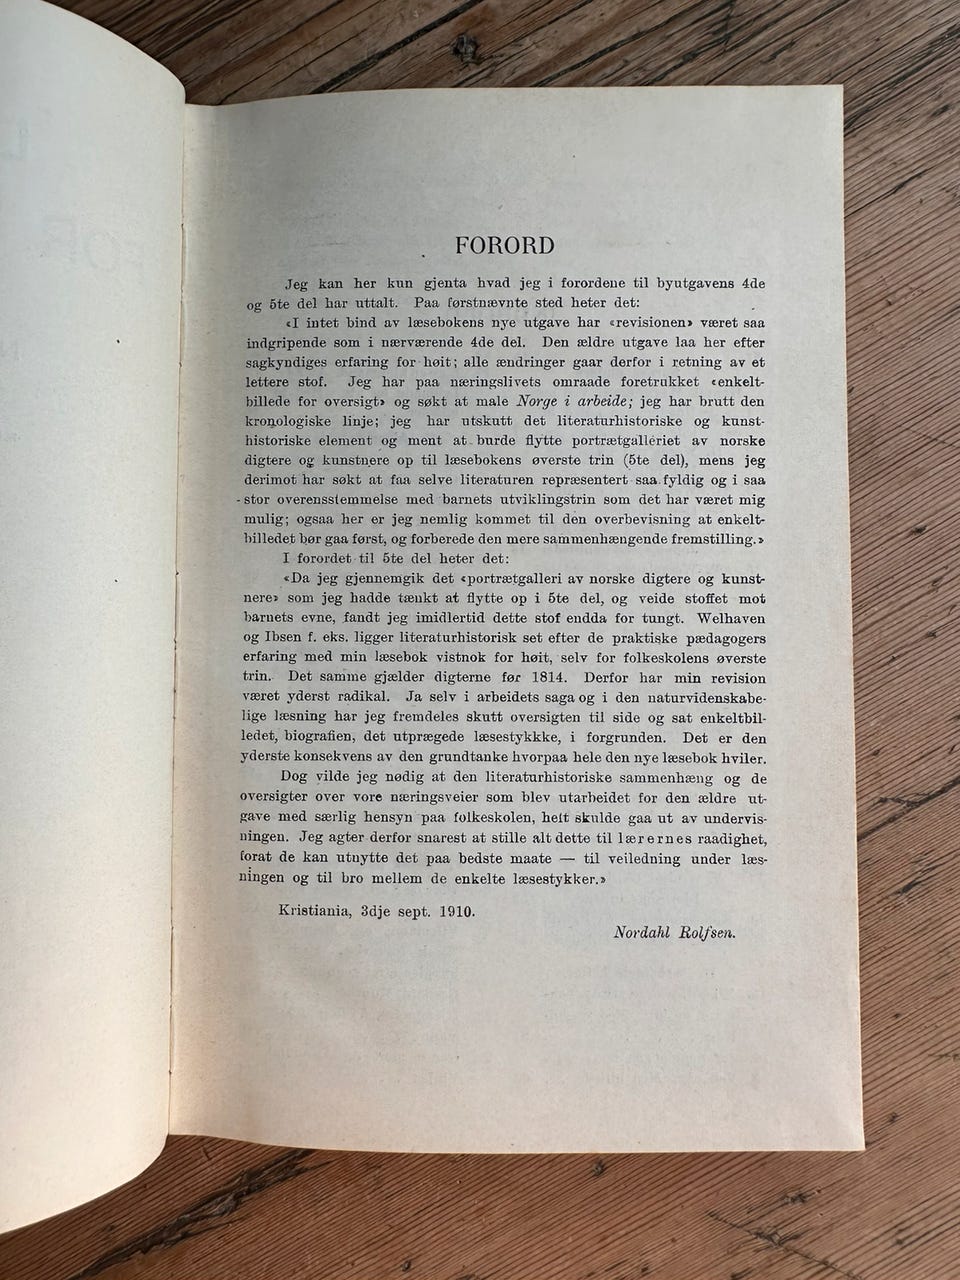 FORORD
Jeg kan her kun gjenta hvad jeg i forordene til byutgavens 4de
og 5te del har uttalt. Paa førstnævnte sted heter det:
«I intet bind av læsebokens nye utgave har «revisionen» været saa
indgripende som i nærværende 4de del. Den ældre utgave laa her efter
sagkyndiges erfaring for høit; alle ændringer gaar derfor i retning av et
lettere stof. Jeg har paa næringslivets omraade foretrukket «enkelt-
billede for oversigt» og søkt at male Norge i arbeide; jeg har brutt den
kronologiske linje; jeg har utskutt det literaturhistoriske og kunst-
historiske element og ment at burde flytte portrætgalleriet av norske
digtere og kunstnere op til læsebokens øverste trin (5te del), mens jeg
derimot har søkt at faa selve literaturen repræsentert saa fyldig og i saa
stor overensstemmelse med barnets utviklingstrin som det har været mig
mulig; ogsaa her er jeg nemlig kommet til den overbevisning at enkelt-
billedet bør gaa først, og forberede den mere sammenhængende fremstilling.»
I forordet til 5te del heter det:
«Da jeg gjennemgik det «portrætgalleri av norske digtere og kunst-
nere» som jeg hadde tænkt at flytte op i 5te del, og veide stoffet mot
barnets evne, fandt jeg imidlertid dette stof endda for tungt. Welhaven
og Ibsen f. eks. ligger literaturhistorisk set efter de praktiske pædagogers
erfaring med min læsebok vistnok for høit, selv for folkeskolens øverste
trin. Det samme gjælder digterne før 1814. Derfor har min revision
været yderst radikal. Ja selv i arbeidets saga og i den naturvidenskabe-
lige læsning har jeg fremdeles skutt oversigten til side og sat enkeltbil-
ledet, biografien, det utprægede læsestykkke, i forgrunden. Det er den
yderste konsekvens av den grundtanke hvorpaa hele den nye læsebok hviler.
Dog vilde jeg nødig at den literaturhistoriske sammenhæng og de
oversigter over vore næringsveier som blev utarbeidet for den ældre ut-
gave med særlig hensyn paa folkeskolen, helt skulde gaa ut av undervis-
ningen. Jeg agter derfor snarest at stille alt dette til lærernes raadighet,
forat de kan utnytte det paa bedste maate — til veiledning under læs-
ningen og til bro mellem de enkelte læsestykker.»
Kristiania, 3dje sept. 1910.
Nordahl Rolfsen.